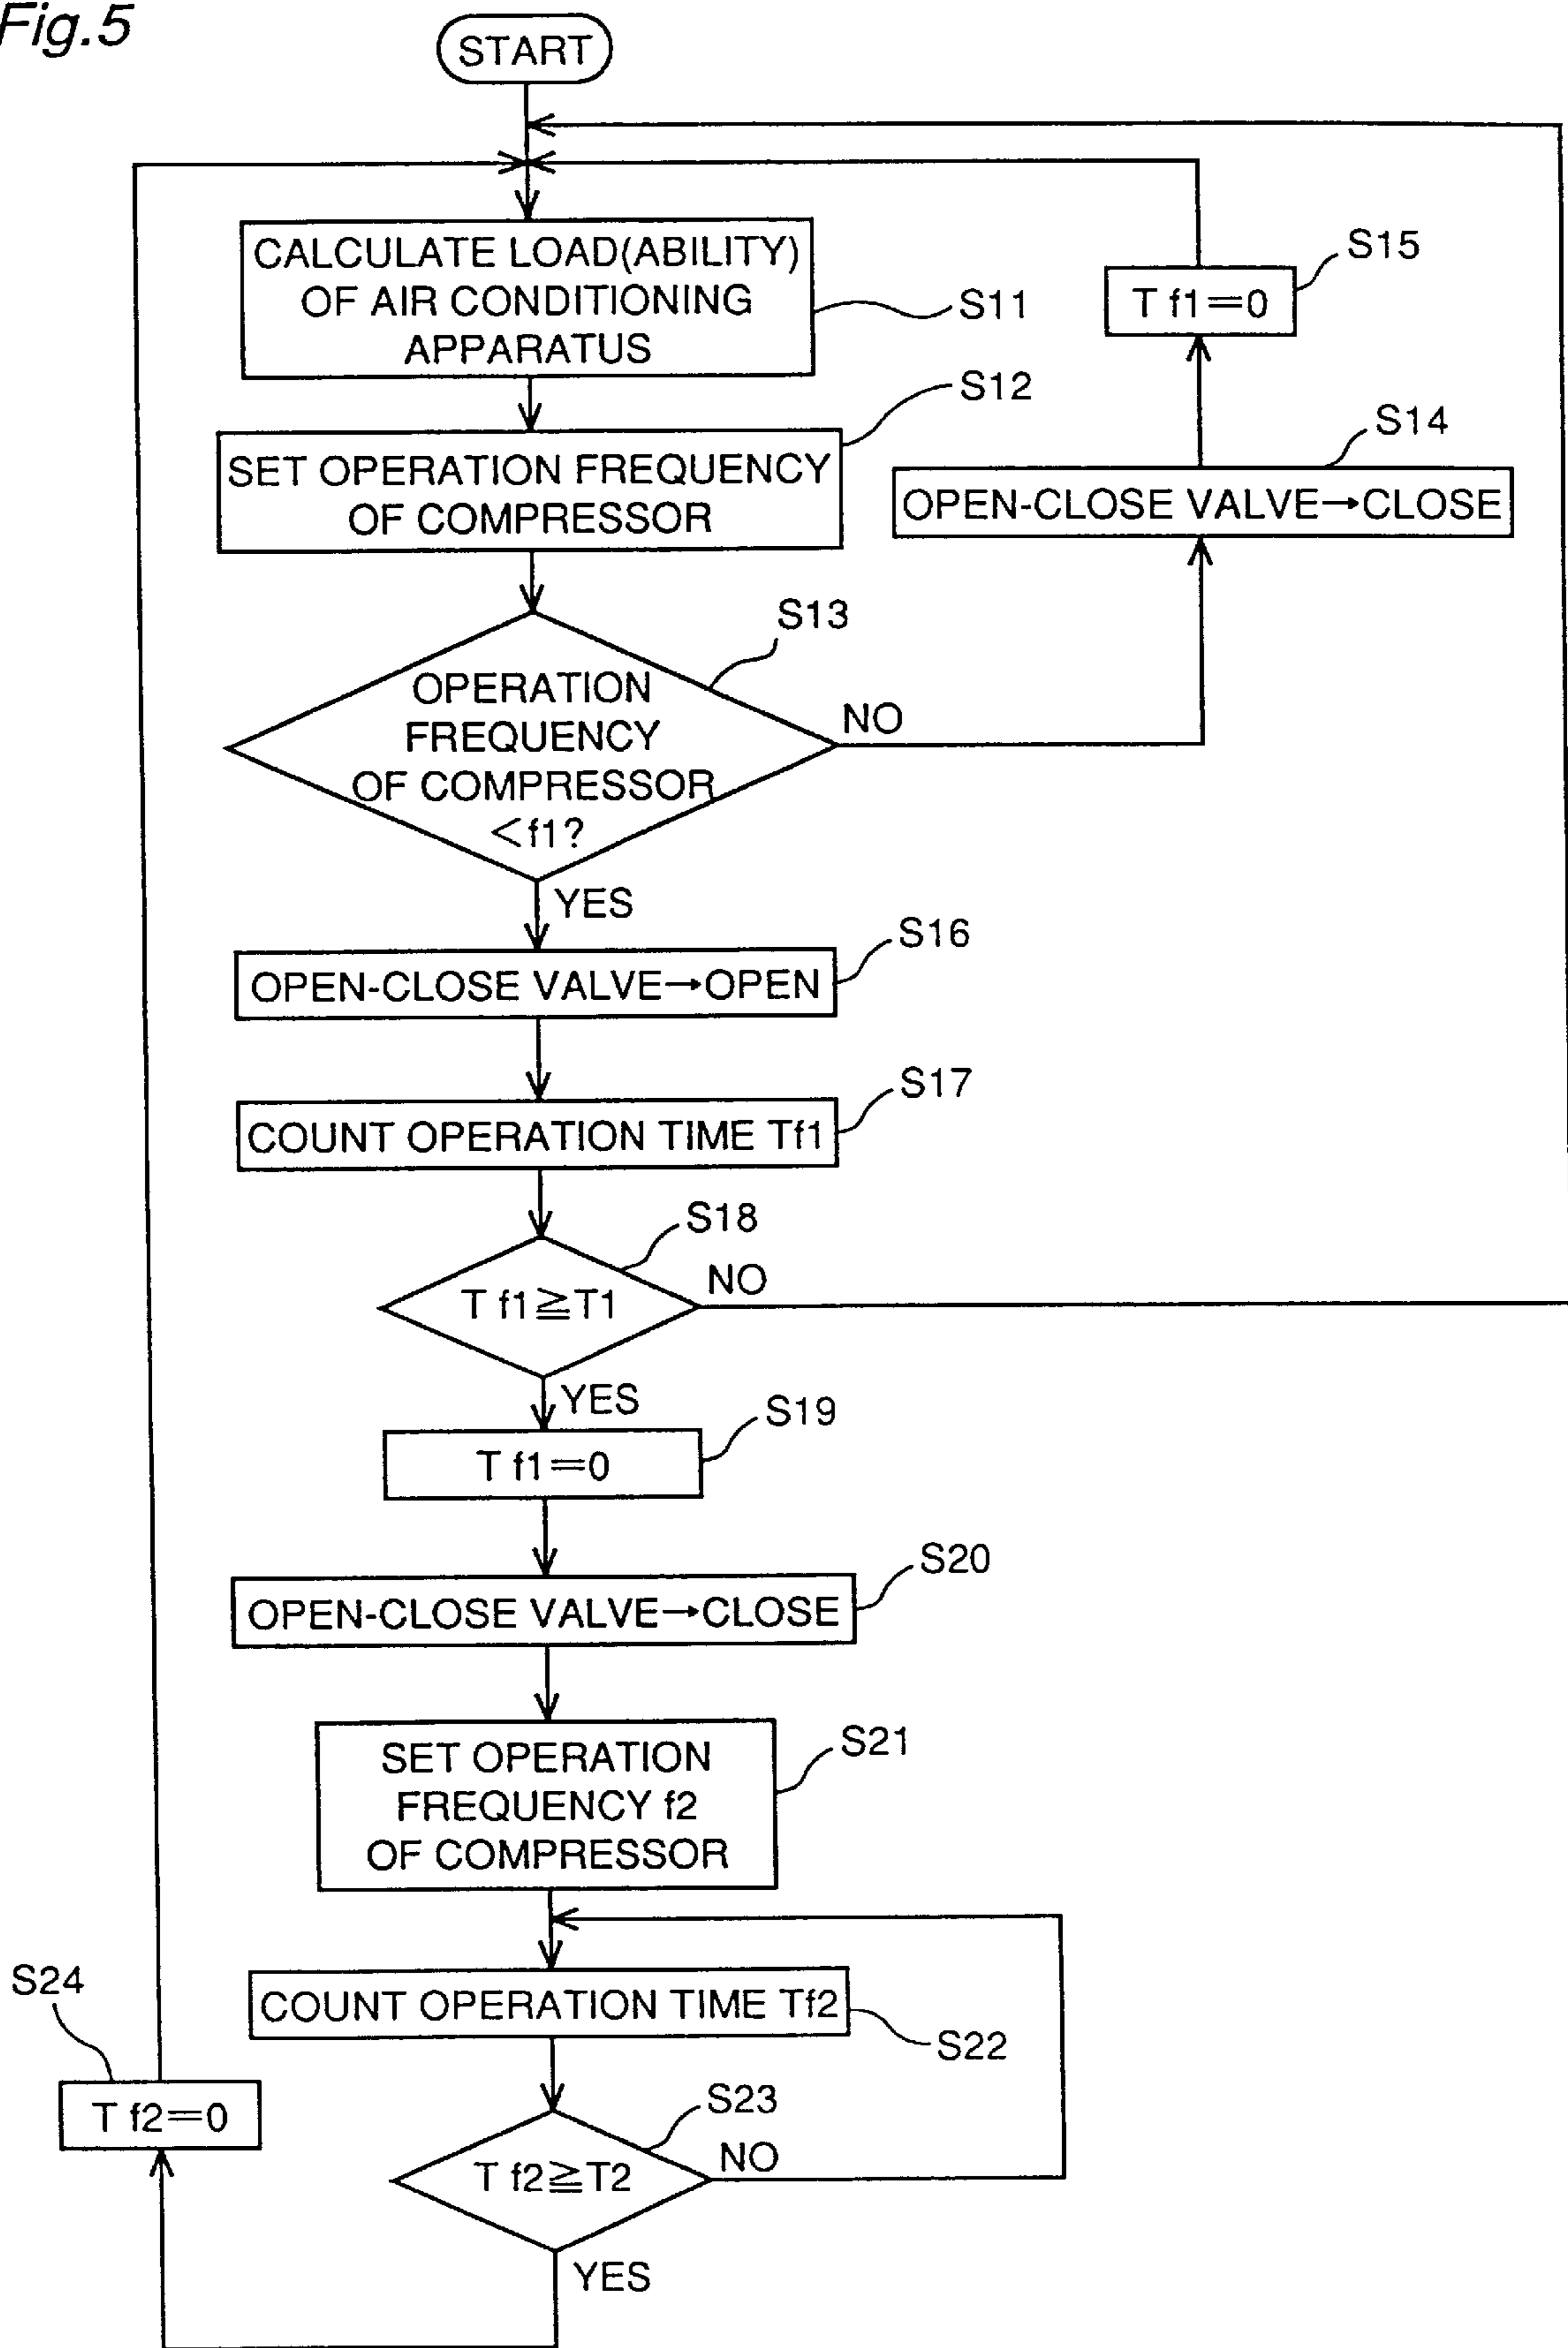 Fig.5
START
CALCULATE LOAD(ABILITY)
OF AIR CONDITIONING
APPARATUS
S11
S15
T f1=0
S12
SET OPERATION FREQUENCY
OF COMPRESSOR
S14
OPEN-CLOSE VALVE→CLOSE
S13
OPERATION
FREQUENCY
OF COMPRESSOR
<f1?
NO
YES
S16
OPEN-CLOSE VALVE→OPEN
S17
COUNT OPERATION TIME Tf1
S18
T f1≧T1
NO
YES
S19
T f1=0
S20
OPEN-CLOSE VALVE→CLOSE
S21
SET OPERATION
FREQUENCY f2
OF COMPRESSOR
S24
COUNT OPERATION TIME Tf2
S22
T f2=0
S23
T f2≧T2
NO
YES